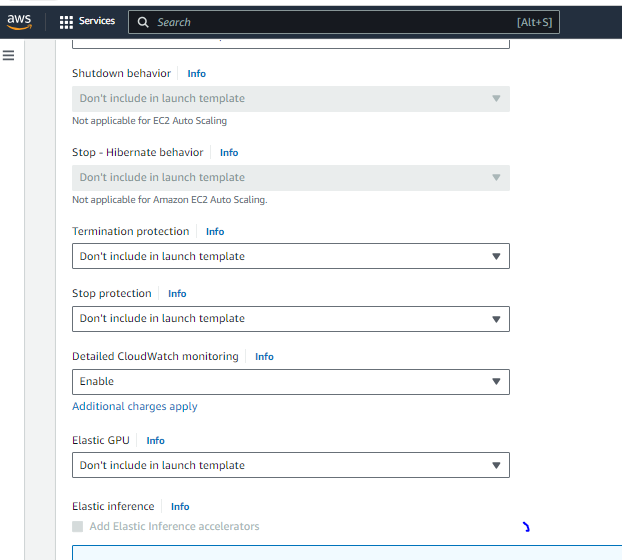 aws
Services
Search
[Alt+S]
Shutdown behavior
Info
Don't include in launch template
Not applicable for EC2 Auto Scaling
Stop - Hibernate behavior
Info
Don't include in launch template
Not applicable for Amazon EC2 Auto Scaling.
Termination protection
Info
Don't include in launch template
Stop protection
Info
Don't include in launch template
Detailed CloudWatch monitoring
Info
Enable
Additional charges apply
Elastic GPU
Info
Don't include in launch template
Elastic inference
Info
Add Elastic Inference accelerators